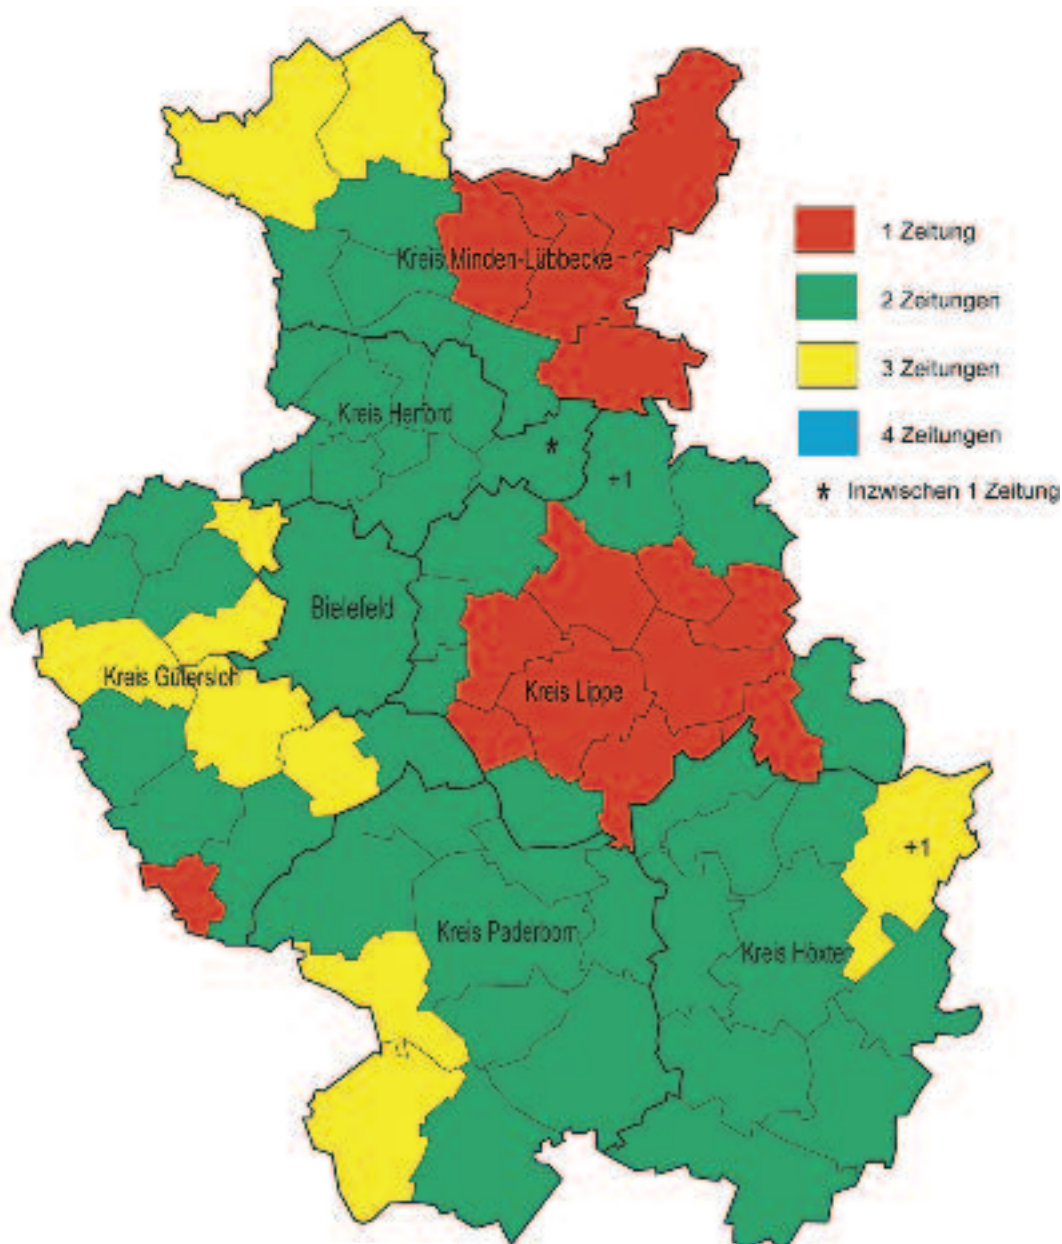 1 Zeitung
Kreis Minden-Lübbecke
2 Zeitungen
3 Zeitungen
Kreis Herford
4 Zeitungen
*
+1
* Inzwischen 1 Zeitung
Bielefeld
Kreis Gütersloh
Kreis Lippe
+1
Kreis Paderborn
Kreis Höxter